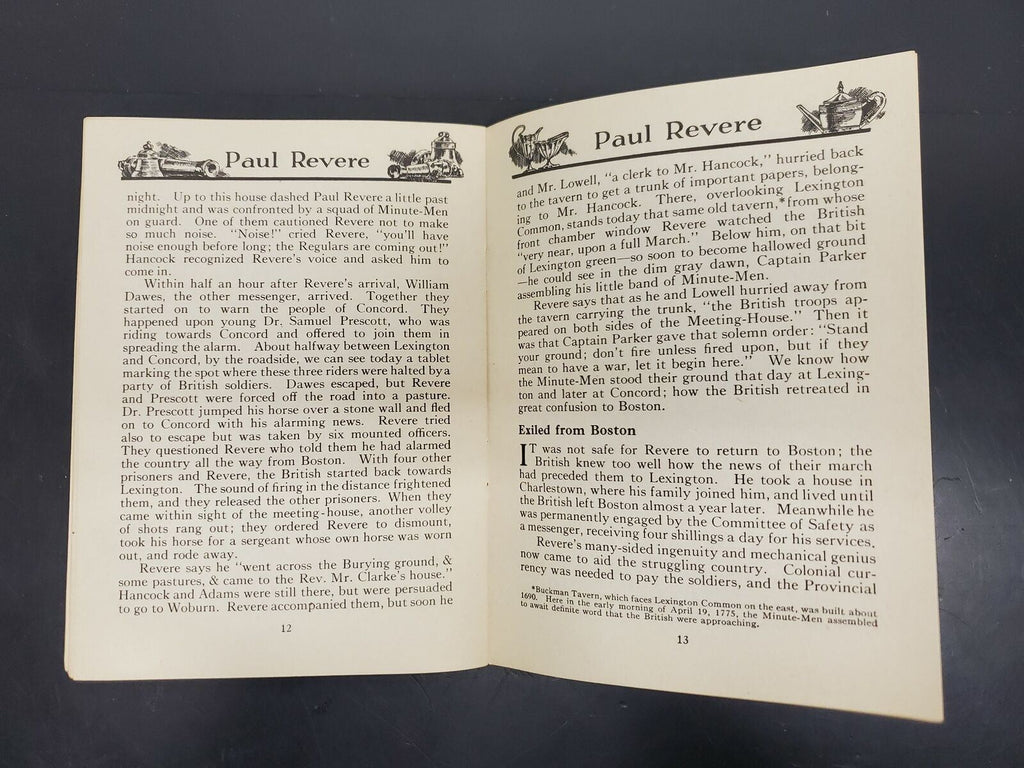 Paul Revere
night. Up to this house dashed Paul Revere a little past
midnight and was confronted by a squad of Minute-Men
on guard. One of them cautioned Revere not to make
so much noise. "Noise!" cried Revere, "you'll have
noise enough before long; the Regulars are coming out!"
Hancock recognized Revere's voice and asked him to
come in.
Within half an hour after Revere's arrival, William
Dawes, the other messenger, arrived. Together they
started on to warn the people of Concord. They
happened upon young Dr. Samuel Prescott, who was
riding towards Concord and offered to join them in
spreading the alarm. About halfway between Lexington
and Concord, by the roadside, we can see today a tablet
marking the spot where these three riders were halted by a
party of British soldiers. Dawes escaped, but Revere
and Prescott were forced off the road into a pasture.
Dr. Prescott jumped his horse over a stone wall and fled
on to Concord with his alarming news. Revere tried
also to escape but was taken by six mounted officers.
They questioned Revere who told them he had alarmed
the country all the way from Boston. With four other
prisoners and Revere, the British started back towards
Lexington. The sound of firing in the distance frightened
them, and they released the other prisoners. When they
came within sight of the meeting-house, another volley
of shots rang out; they ordered Revere to dismount,
took his horse for a sergeant whose own horse was worn
out, and rode away.
Revere says he "went across the Burying ground, &
some pastures, & came to the Rev. Mr. Clarke's house."
Hancock and Adams were still there, but were persuaded
to go to Woburn. Revere accompanied them, but soon he
12
Paul Revere
and Mr. Lowell, "a clerk to Mr. Hancock," hurried back
to the tavern to get a trunk of important papers, belong-
ing to Mr. Hancock. There, overlooking Lexington
Common, stands today that same old tavern,*from whose
front chamber window Revere watched the British
"very near, upon a full March." Below him, on that bit
of Lexington green—so soon to become hallowed ground
—he could see in the dim gray dawn, Captain Parker
assembling his little band of Minute-Men.
Revere says that as he and Lowell hurried away from
the tavern carrying the trunk, "the British troops ap-
peared on both sides of the Meeting-House." Then it
was that Captain Parker gave that solemn order: "Stand
your ground; don't fire unless fired upon, but if they
mean to have a war, let it begin here." We know how
the Minute-Men stood their ground that day at Lexing-
ton and later at Concord; how the British retreated in
great confusion to Boston.
Exiled from Boston
IT was not safe for Revere to return to Boston; the
British knew too well how the news of their march
had preceded them to Lexington. He took a house in
Charlestown, where his family joined him, and lived until
the British left Boston almost a year later. Meanwhile he
was permanently engaged by the Committee of Safety as
a messenger, receiving four shillings a day for his services.
Revere's many-sided ingenuity and mechanical genius
now came to aid the struggling country. Colonial cur-
rency was needed to pay the soldiers, and the Provincial
*Buckman Tavern, which faces Lexington Common on the east, was built about
1690. Here in the early morning of April 19, 1775, the Minute-Men assembled
to await definite word that the British were approaching.
13